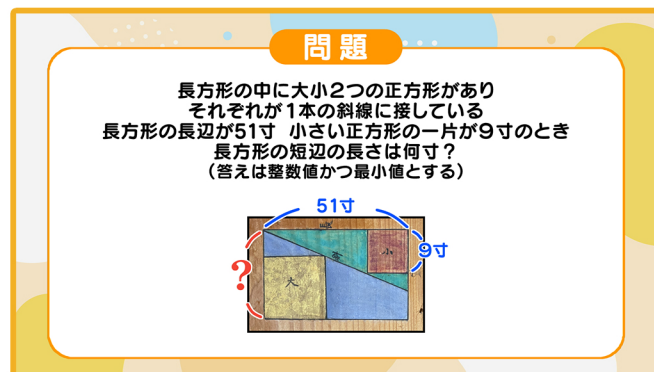 問題
長方形の中に大小2つの正方形があり
それぞれが1本の斜線に接している
長方形の長辺が51寸 小さい正方形の一片が9寸のとき
長方形の短辺の長さは何寸？
（答えは整数値かつ最小値とする）
51寸
小
9寸
?
大